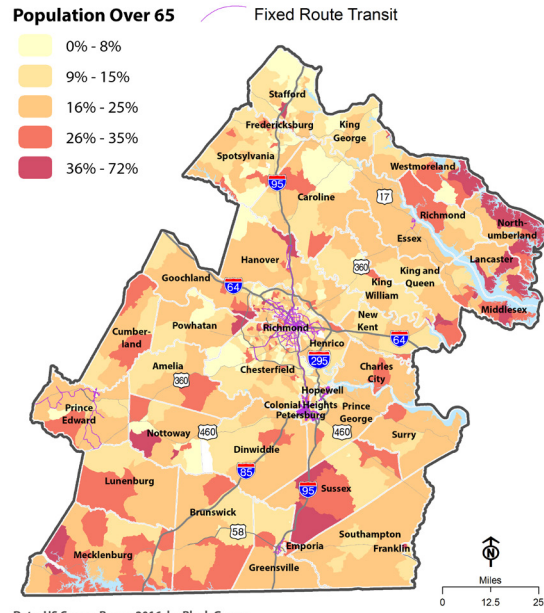 Population Over 65
Fixed Route Transit
0% - 8%
9% - 15%
16% - 25%
26% - 35%
36% - 72%
Stafford
Fredericksburg
King
George
Spotsylvania
Westmoreland
95
Caroline
17
Richmond
North-
umberland
Essex
Hanover
Lancaster
360
Goochland
King and
Queen
64
King
William
Middlesex
Powhatan
New
Kent
Cumber-
land
Richmond
64
Henrico
Amelia
295
Chesterfield
Charles
City
360
Hopewell
Prince
Edward
Colonial Heights
Petersburg
Prince
George
Nottoway
460
460
Surry
Dinwiddie
85
Lunenburg
95
Sussex
Brunswick
58
Southampton
Emporia
Franklin
Mecklenburg
Greensville
N
Miles
0 12.5 25